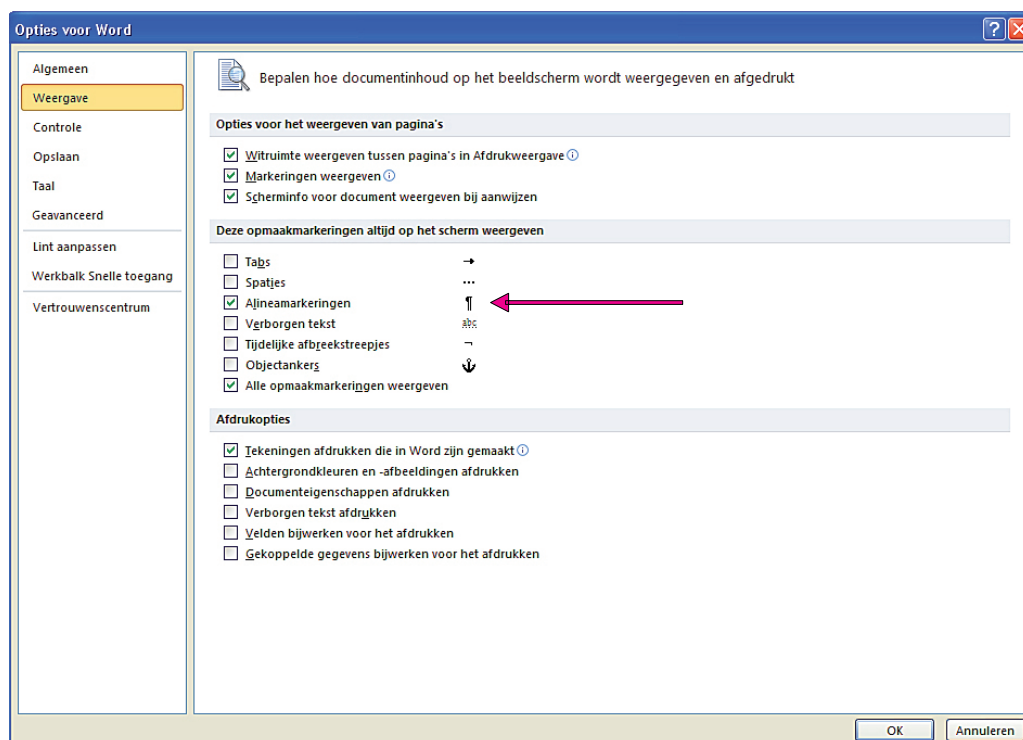 Opties voor Word
Algemeen
Weergave
Controle
Opslaan
Taal
Geavanceerd
Lint aanpassen
Werkbalk Snelle toegang
Vertrouwenscentrum
Bepalen hoe documentinhoud op het beeldscherm wordt weergegeven en afgedrukt
Opties voor het weergeven van pagina's
Witruimte weergeven tussen pagina's in Afdrukweergave
Markeringen weergeven
Scherminfo voor document weergeven bij aanwijzen
Deze opmaakmarkeringen altijd op het scherm weergeven
Tabs →
Spaties ...
Alineamarkeringen ¶
Verborgen tekst abc
Tijdelijke afbreekstreepjes ¬
Objectankers
Alle opmaakmarkeringen weergeven
Afdrukopties
Tekeningen afdrukken die in Word zijn gemaakt
Achtergrondkleuren en -afbeeldingen afdrukken
Documenteigenschappen afdrukken
Verborgen tekst afdrukken
Velden bijwerken voor het afdrukken
Gekoppelde gegevens bijwerken voor het afdrukken
OK Annuleren